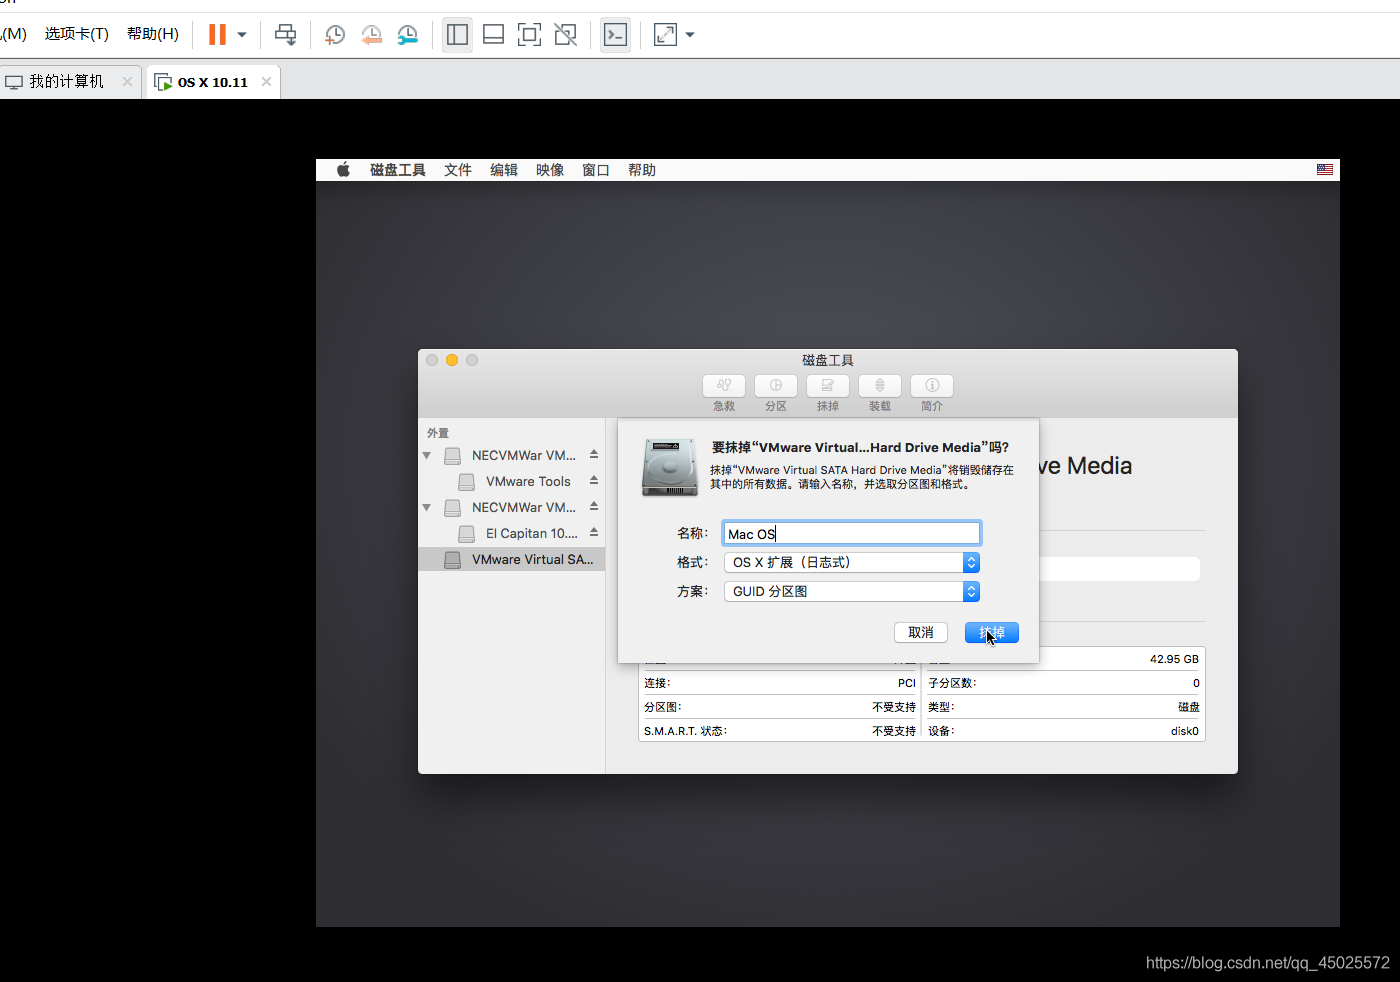 选项卡(T) 帮助(H)
我的计算机
OS X 10.11
磁盘工具 文件 编辑 映像 窗口 帮助
磁盘工具
急救 分区 抹掉 装载 简介
外置
NECVMWar VM...
VMware Tools
NECVMWar VM...
El Capitan 10....
VMware Virtual SA...
ve Media
要抹掉“VMware Virtual...Hard Drive Media”吗？
抹掉“VMware Virtual SATA Hard Drive Media”将销毁储存在
其中的所有数据。请输入名称，并选取分区图和格式。
名称： Mac OS
格式： OS X 扩展（日志式）
方案： GUID 分区图
取消 抹掉
42.95 GB
连接： PCI 子分区数： 0
分区图： 不受支持 类型： 磁盘
S.M.A.R.T. 状态： 不受支持 设备： disk0
https://blog.csdn.net/qq_45025572